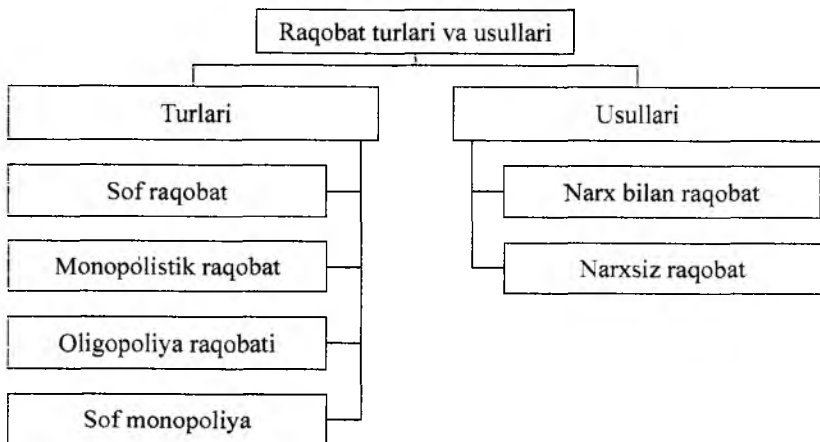 Raqobat turlari va usullari
Turlari
Usullari
Sof raqobat
Narx bilan raqobat
Monopolistik raqobat
Narxsiz raqobat
Oligopoliya raqobati
Sof monopoliya